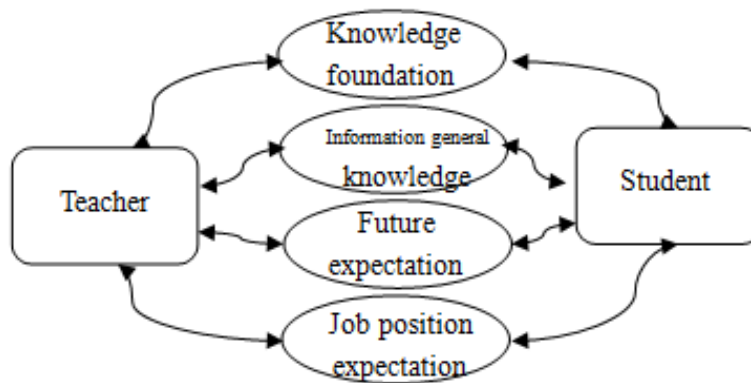 Knowledge
foundation
Information general
knowledge
Teacher
Student
Future
expectation
Job position
expectation